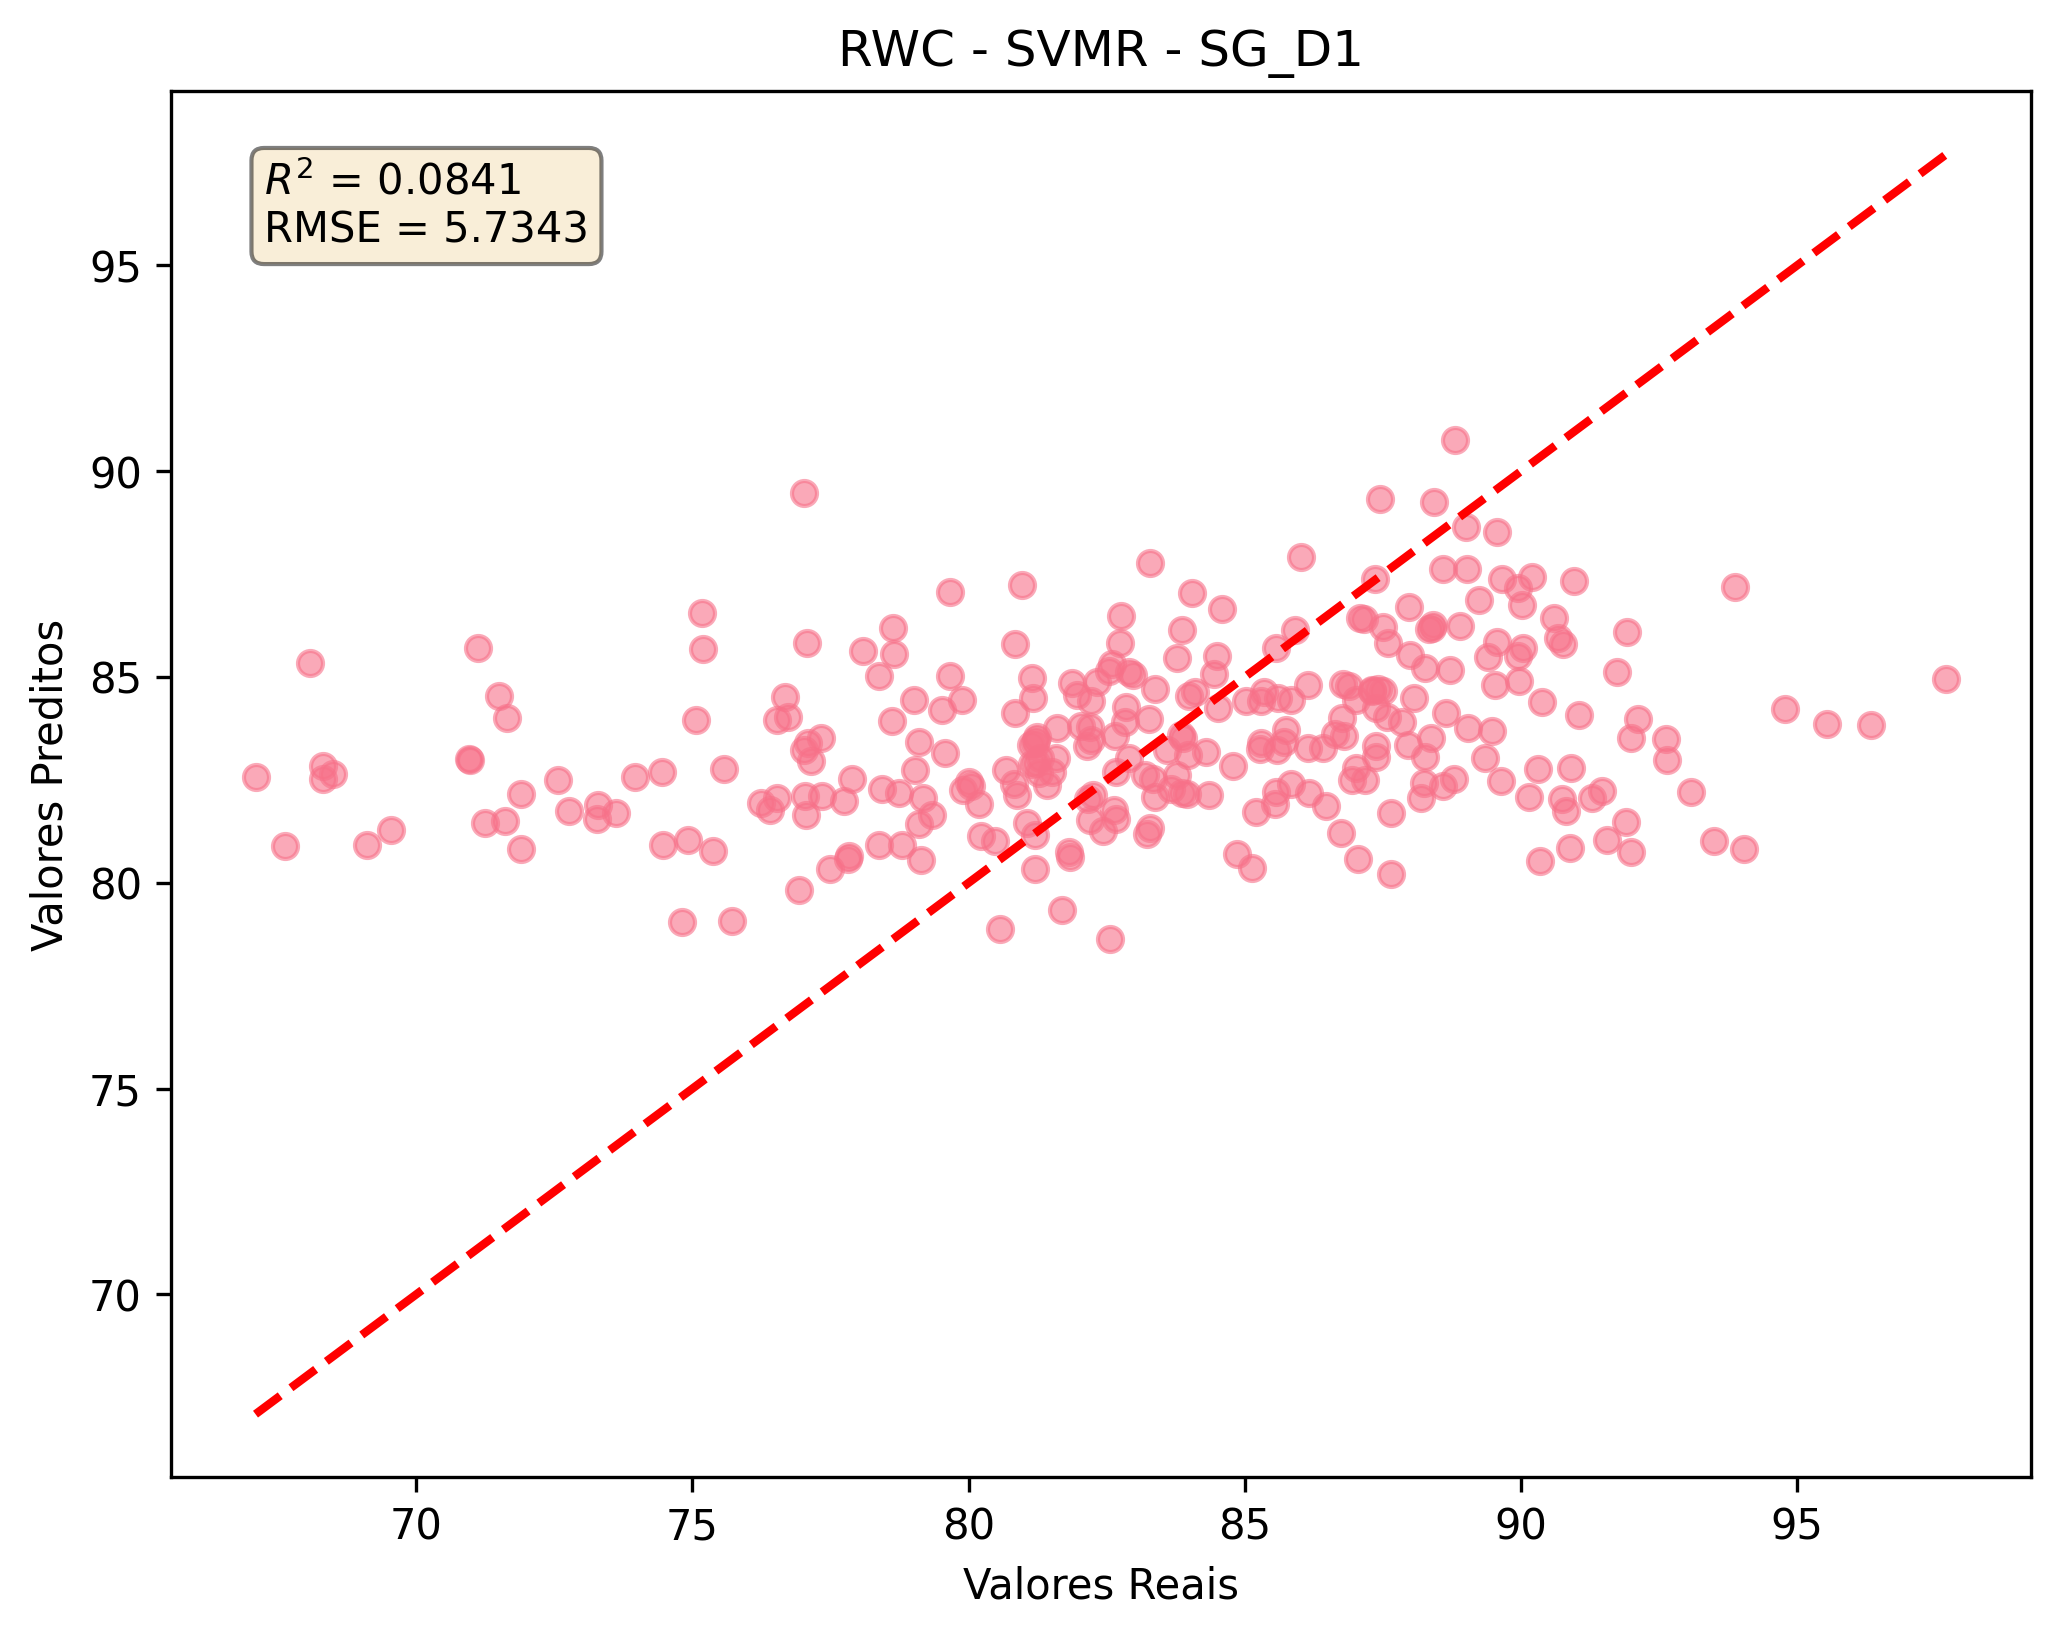 RWC - SVMR - SG_D1
R² = 0.0841
RMSE = 5.7343
Valores Preditos
95
90
85
80
75
70
70 75 80 85 90 95
Valores Reais